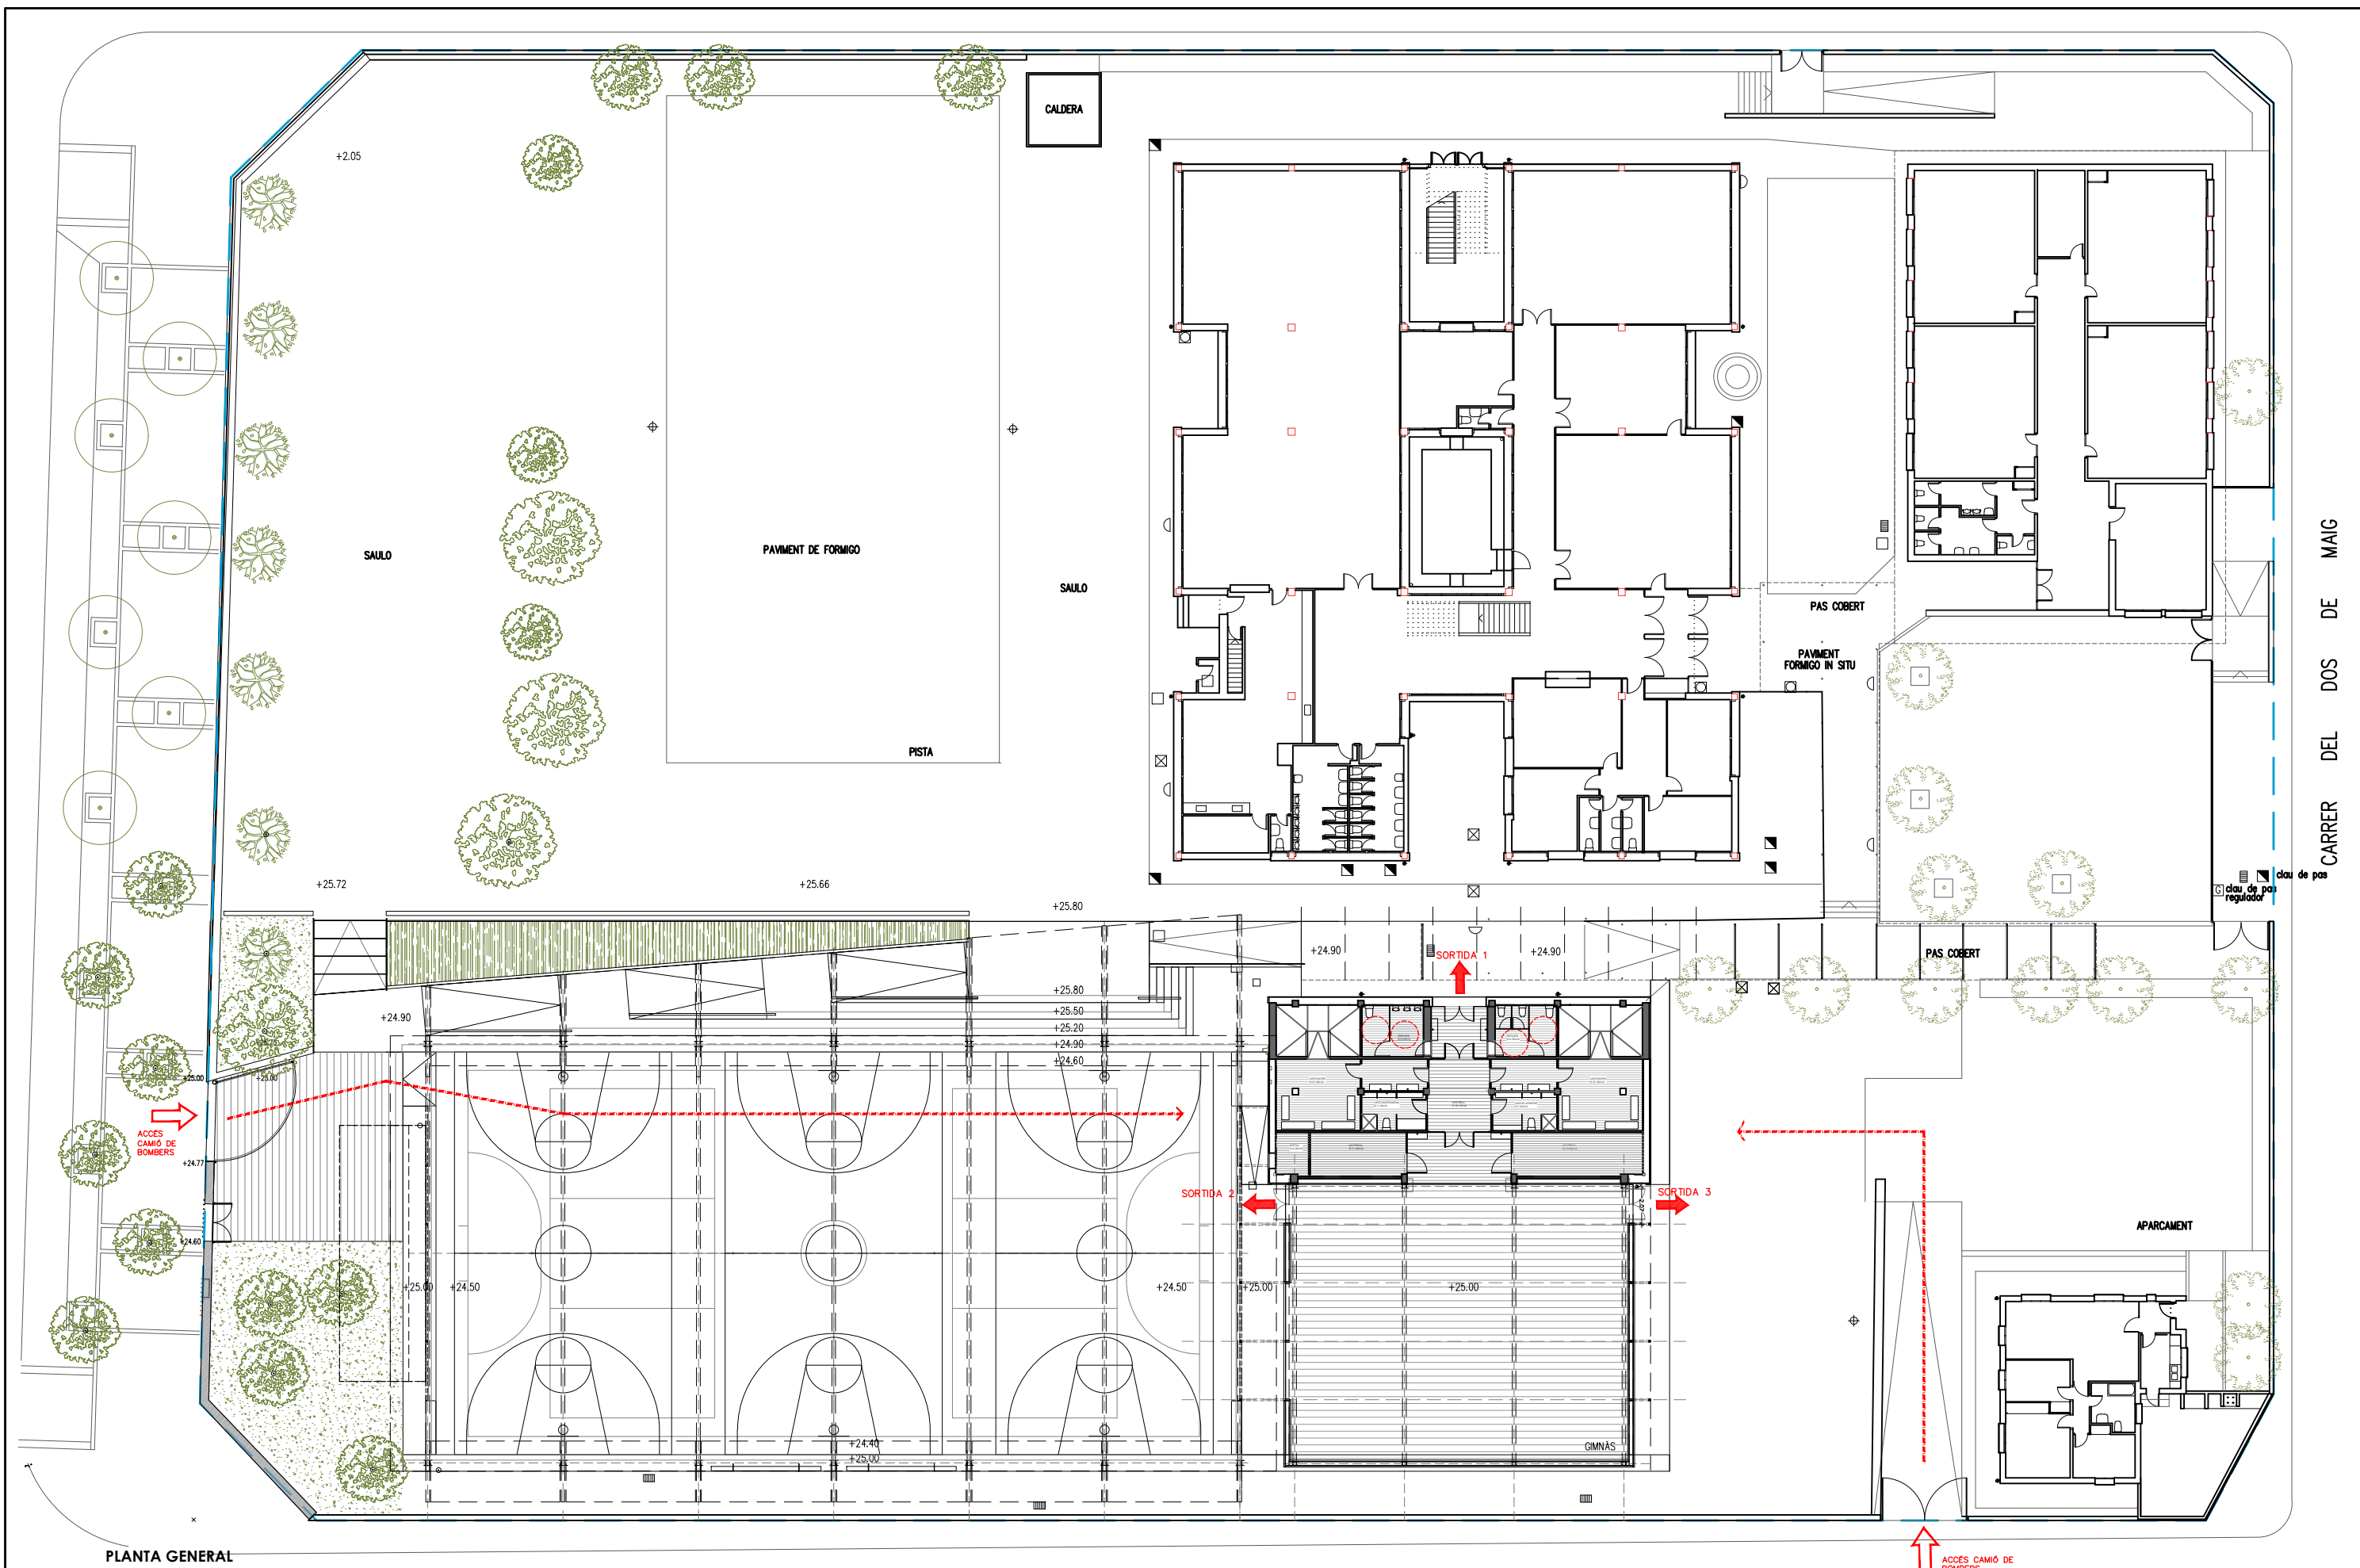 CALDERA
+2.05
SAULO
PAVIMENT DE FORMIGO
SAULO
PISTA
PAS COBERT
PAVIMENT
FORMIGO IN SITU
CARRER DEL DOS DE MAIG
clau de pas
G clau de pas
regulador
+25.72
+25.66
+25.80
+24.90
+24.90
SORTIDA 1
PAS COBERT
+25.80
+25.50
+25.20
+24.90
+24.60
+24.90
+25.00
+25.00
ACCÉS
CAMIÓ DE
BOMBERS
+24.77
+24.60
SORTIDA 2
SORTIDA 3
APARCAMENT
+25.00
+24.50
+24.50
+25.00
+25.00
+24.40
+25.00
GIMNÀS
PLANTA GENERAL
ACCÉS CAMIÓ DE
BOMBERS